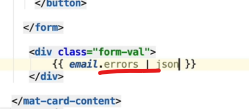 </button>
</form>
<div class="form-val">
{{ email.errors | json }}
</div>
</mat-card-content>